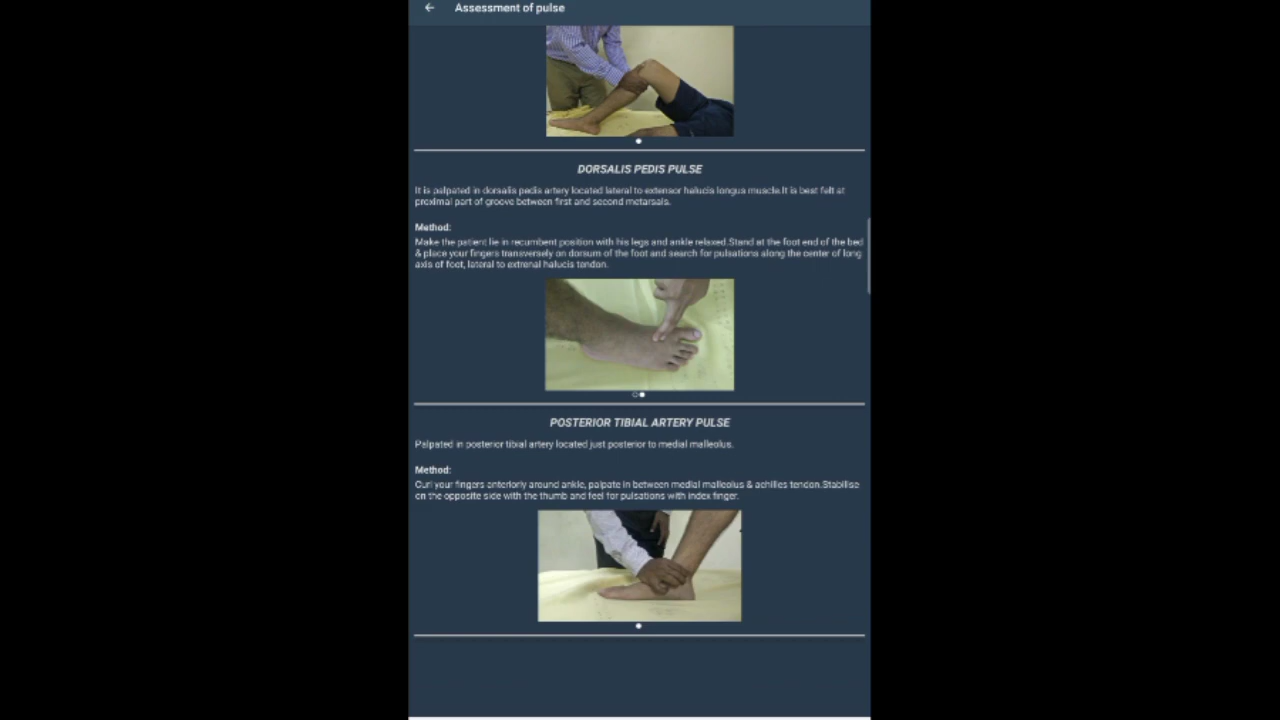 Assessment of pulse
DORSALIS PEDIS PULSE
It is palpated in dorsalis pedis artery located lateral to extensor halucis longus muscle.It is best felt at
proximal part of groove between first and second metarsals.
Method:
Make the patient lie in recumbent position with his legs and ankle relaxed.Stand at the foot end of the bed
& place your fingers transversely on dorsum of the foot and search for pulsations along the center of long
axis of foot, lateral to extrenal halucis tendon.
POSTERIOR TIBIAL ARTERY PULSE
Palpated in posterior tibial artery located just posterior to medial malleolus.
Method:
Curl your fingers anteriorly around ankle, palpate in between medial malleolus & achilles tendon.Stabilise
on the opposite side with the thumb and feel for pulsations with index finger.